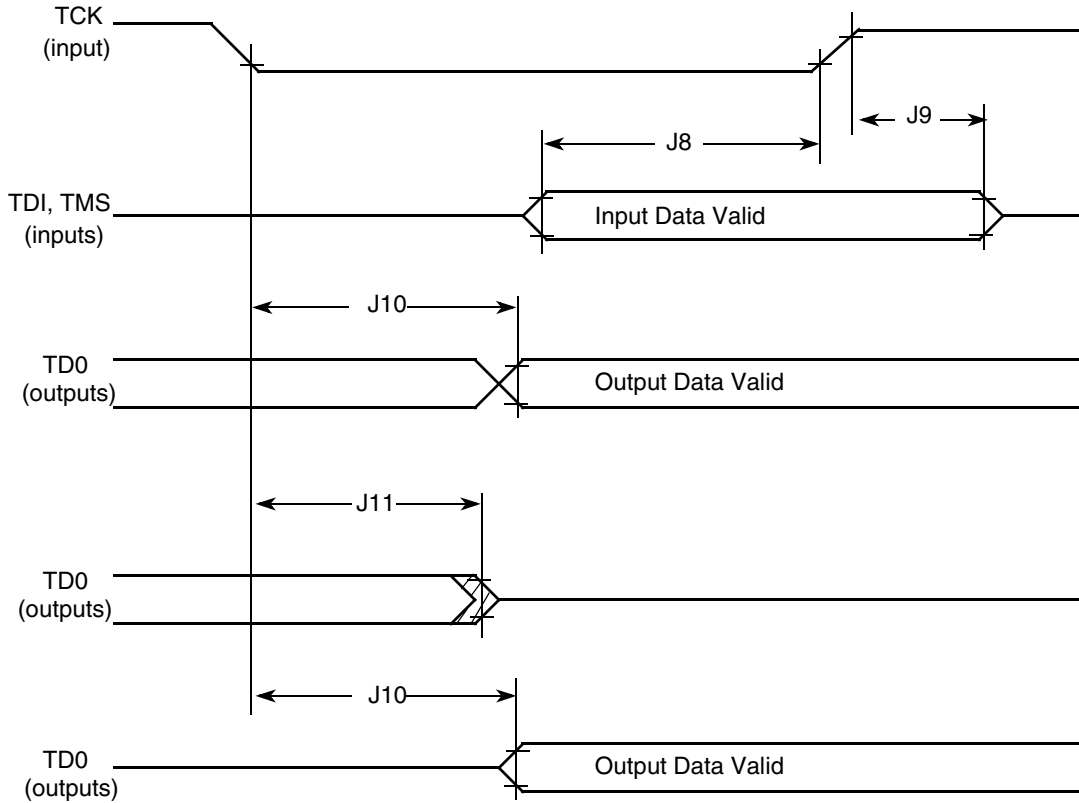 TCK
(input)
J9
J8
TDI, TMS
(inputs)
Input Data Valid
J10
TD0
(outputs)
Output Data Valid
J11
TD0
(outputs)
J10
TD0
(outputs)
Output Data Valid